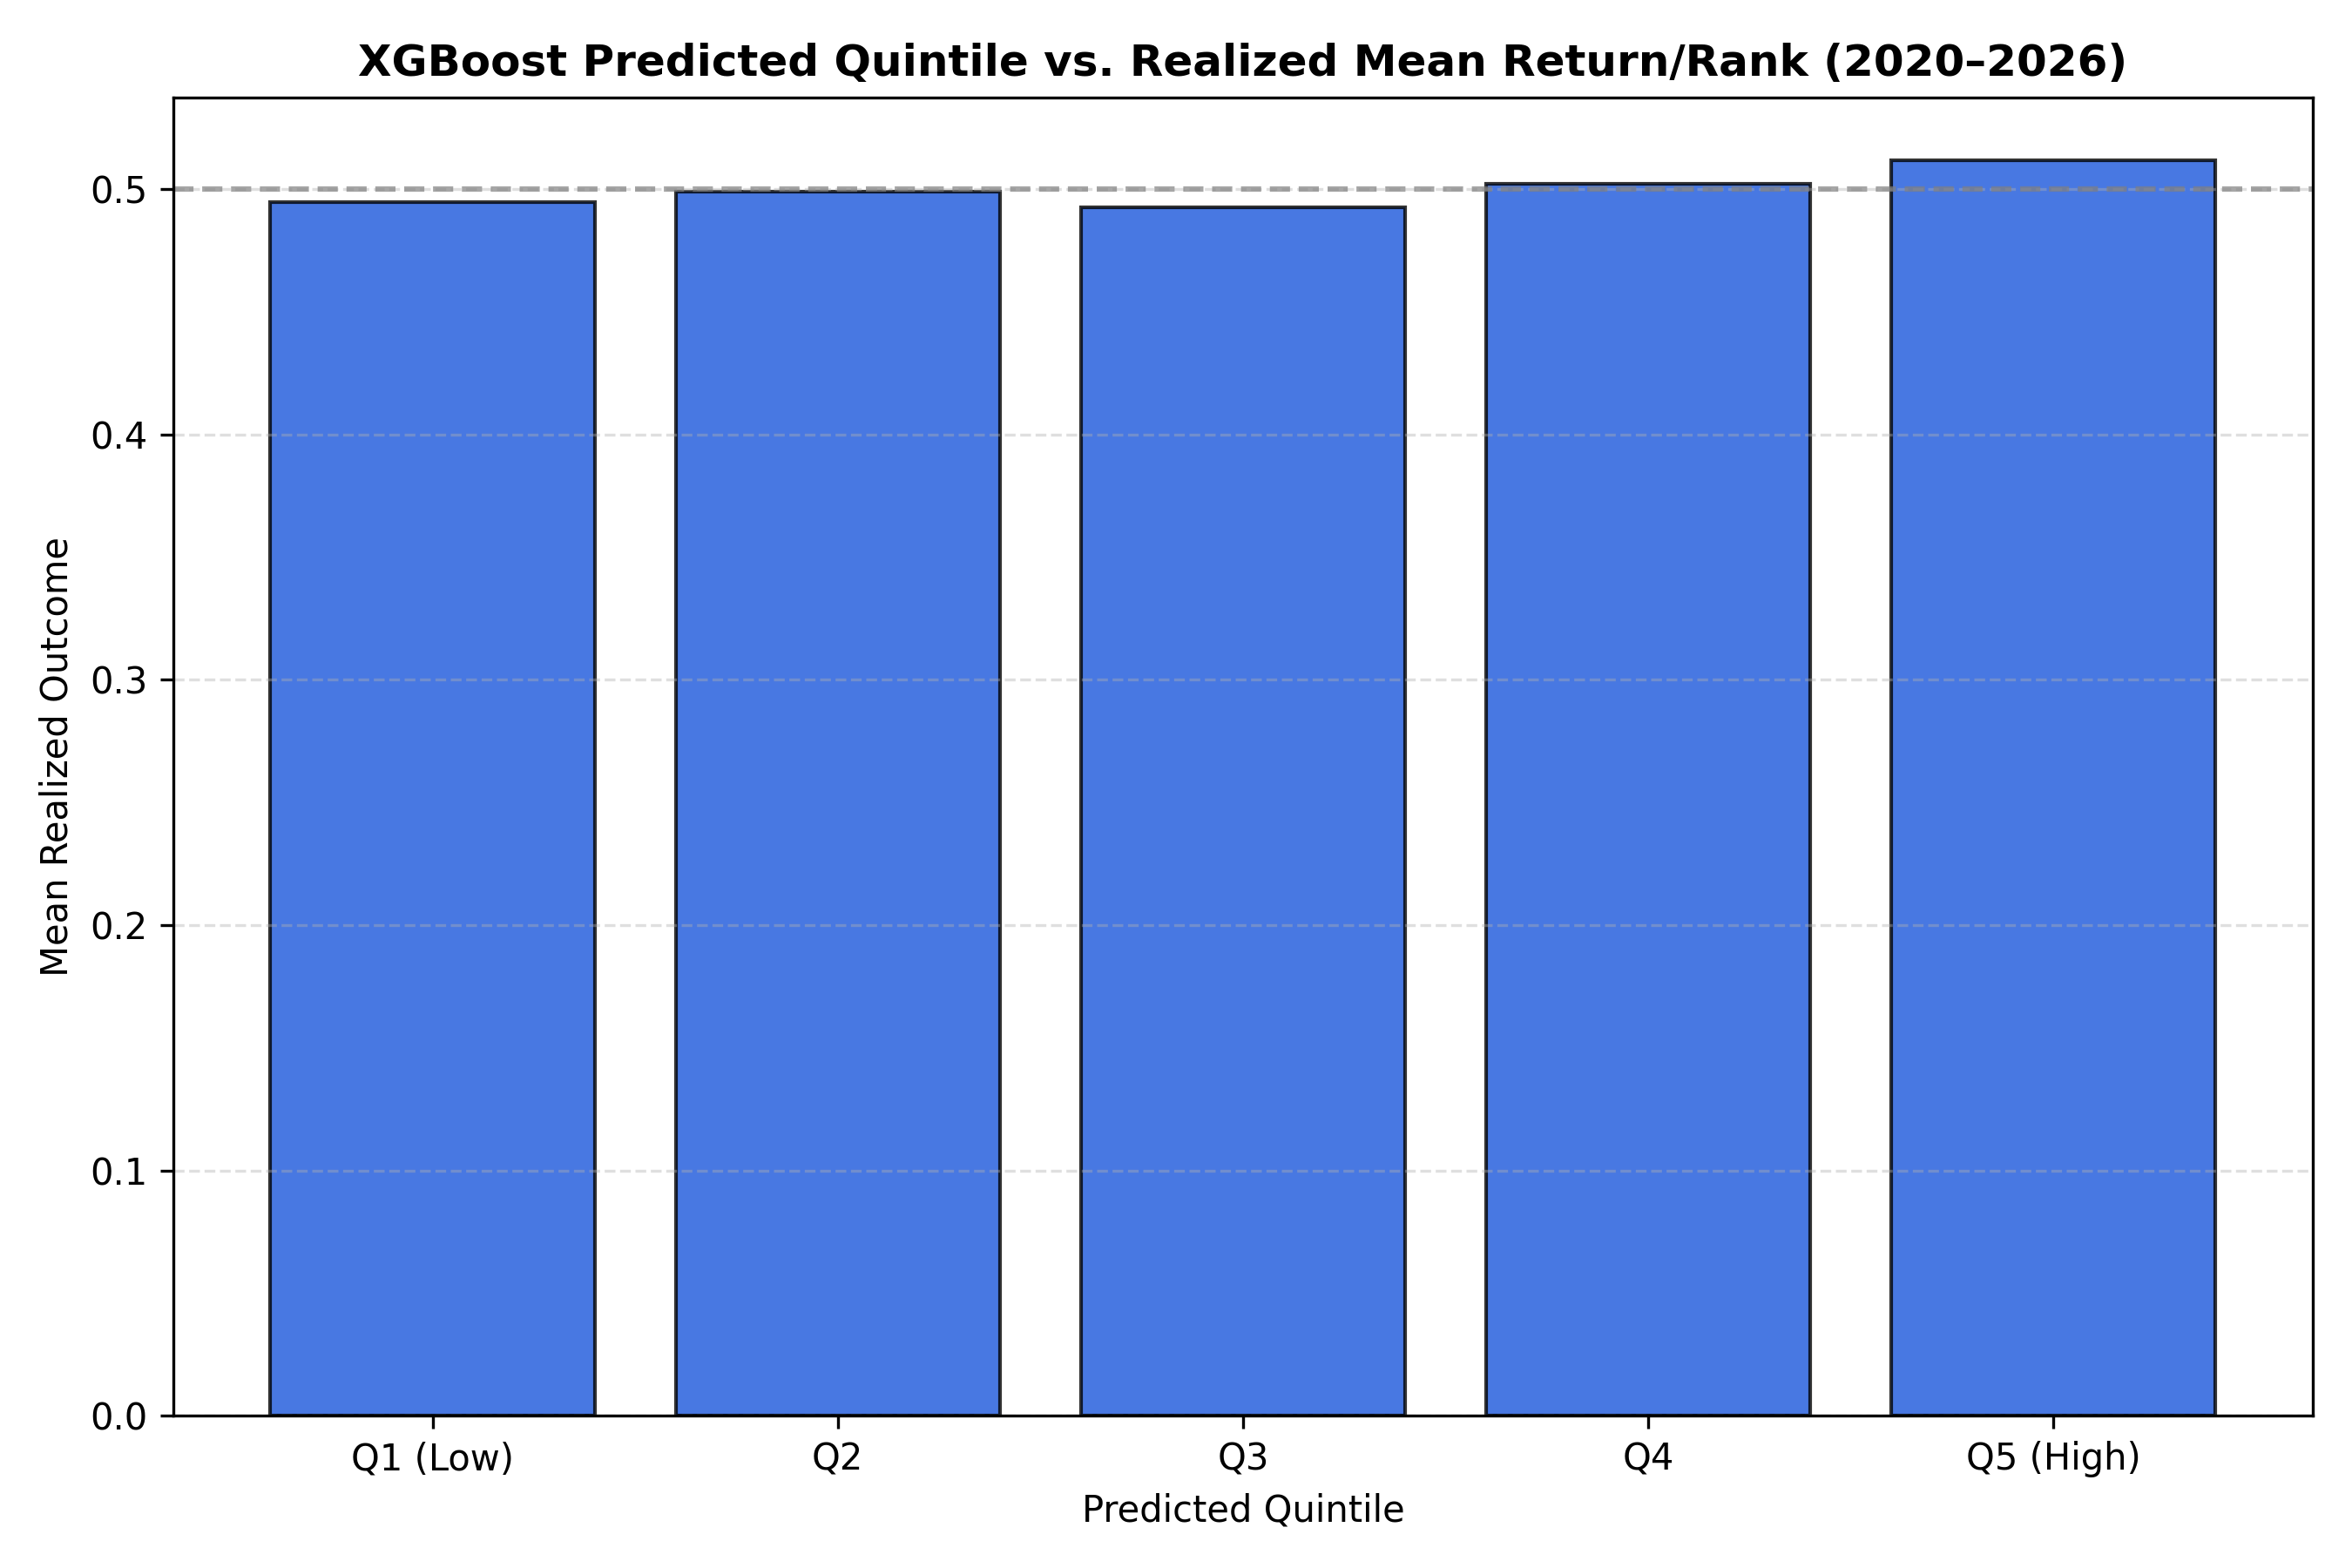 XGBoost Predicted Quintile vs. Realized Mean Return/Rank (2020–2026)
Mean Realized Outcome
0.5
0.4
0.3
0.2
0.1
0.0
Q1 (Low) Q2 Q3 Q4 Q5 (High)
Predicted Quintile